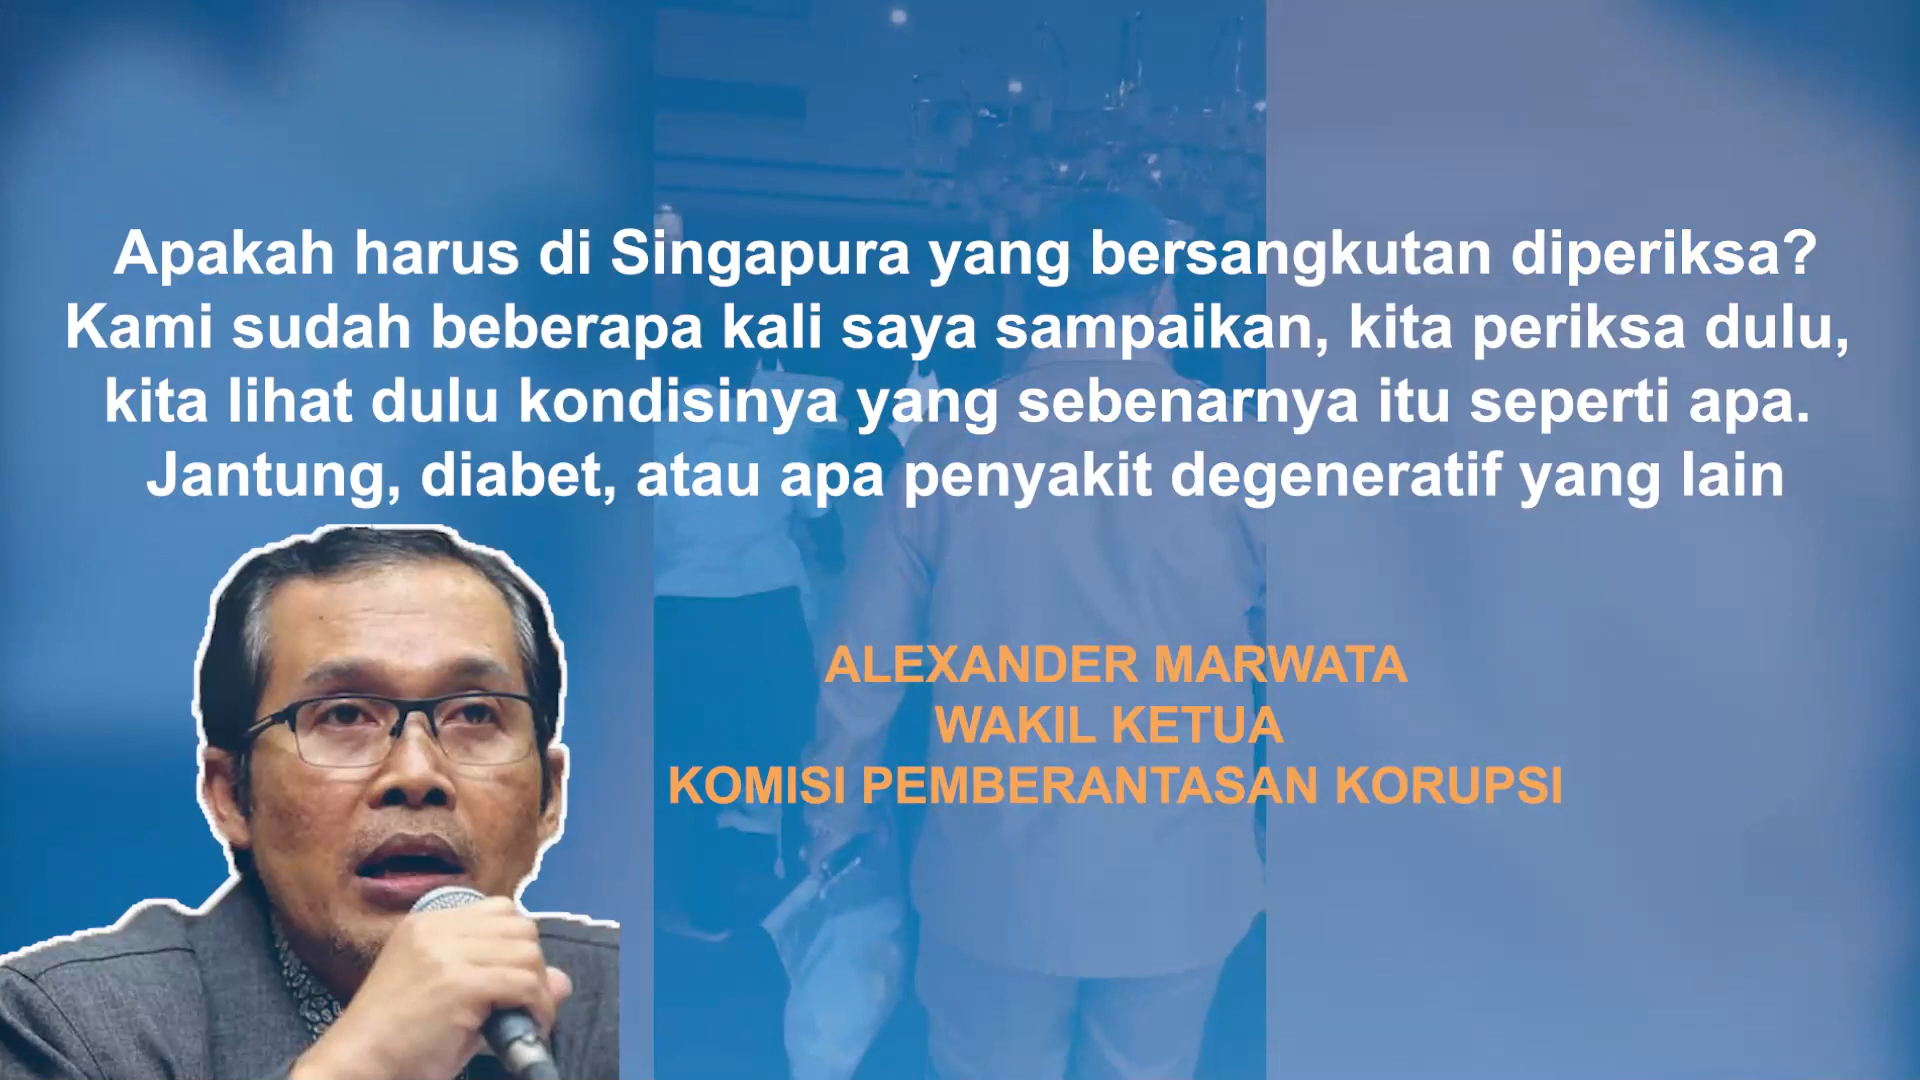 Apakah harus di Singapura yang bersangkutan diperiksa?
Kami sudah beberapa kali saya sampaikan, kita periksa dulu,
kita lihat dulu kondisinya yang sebenarnya itu seperti apa.
Jantung, diabet, atau apa penyakit degeneratif yang lain
ALEXANDER MARWATA
WAKIL KETUA
KOMISI PEMBERANTASAN KORUPSI